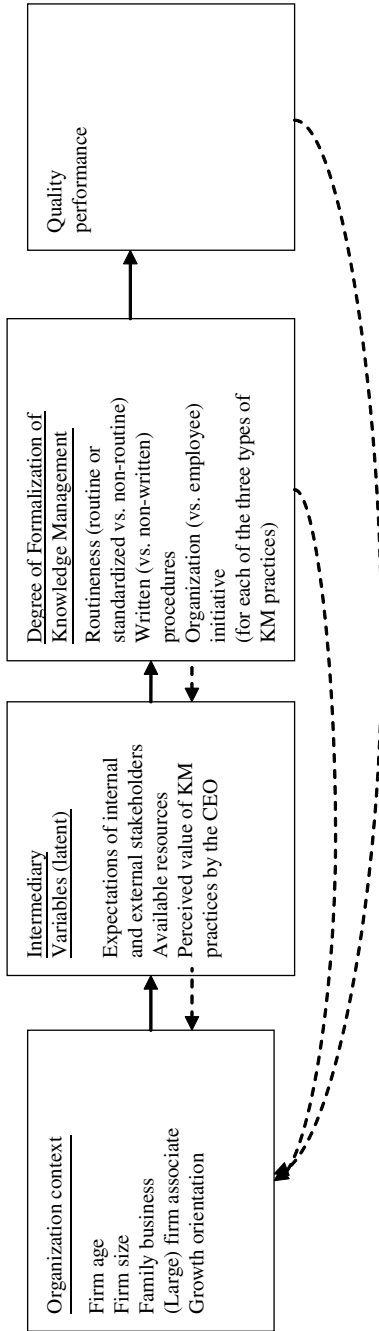 Organization context
Firm age
Firm size
Family business
(Large) firm associate
Growth orientation
Intermediary
Variables (latent)
Expectations of internal
and external stakeholders
Available resources
Perceived value of KM
practices by the CEO
Degree of Formalization of
Knowledge Management
Routineness (routine or
standardized vs. non-routine)
Written (vs. non-written)
procedures
Organization (vs. employee)
initiative
(for each of the three types of
KM practices)
Quality
performance